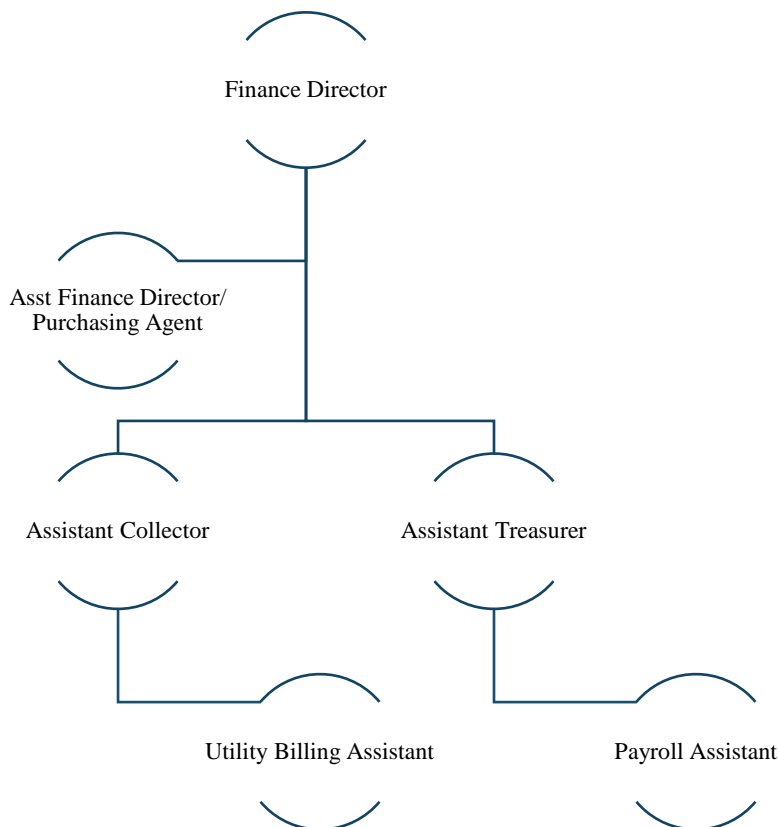 Finance Director
Asst Finance Director/
Purchasing Agent
Assistant Collector
Assistant Treasurer
Utility Billing Assistant
Payroll Assistant